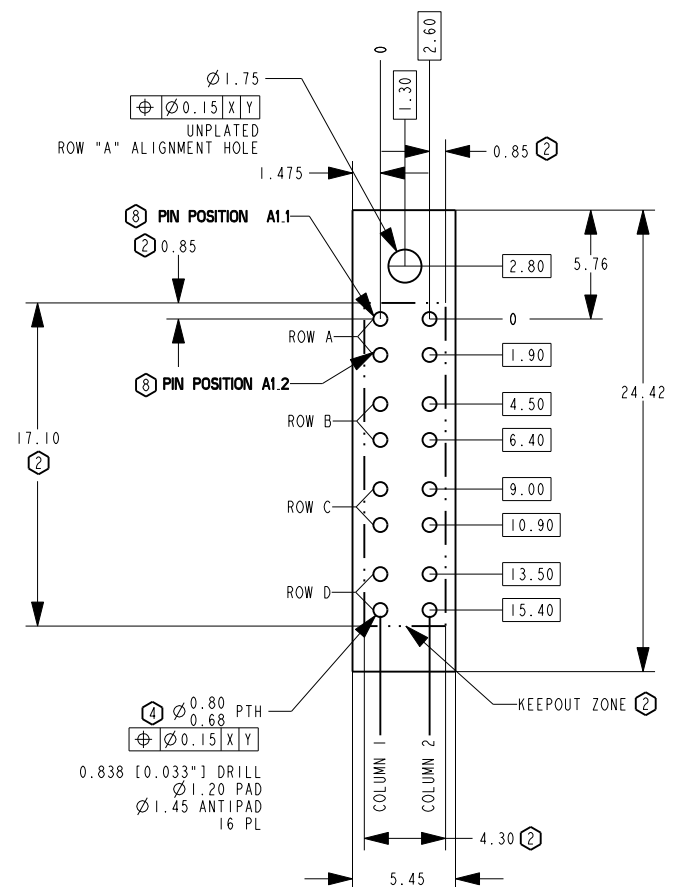 0
2.60
1.30
Ø1.75
⌖ Ø0.15 X Y
UNPLATED
ROW "A" ALIGNMENT HOLE
0.85 2
1.475
8 PIN POSITION A1.1
2 0.85
2.80
5.76
0
ROW A
1.90
8 PIN POSITION A1.2
24.42
4.50
ROW B
17.10
2
6.40
9.00
ROW C
10.90
13.50
ROW D
15.40
4 Ø 0.80 PTH
0.68
KEEPOUT ZONE 2
⌖ Ø0.15 X Y
0.838 [0.033"] DRILL
Ø1.20 PAD
Ø1.45 ANTIPAD
16 PL
COLUMN 1
COLUMN 2
4.30 2
5.45